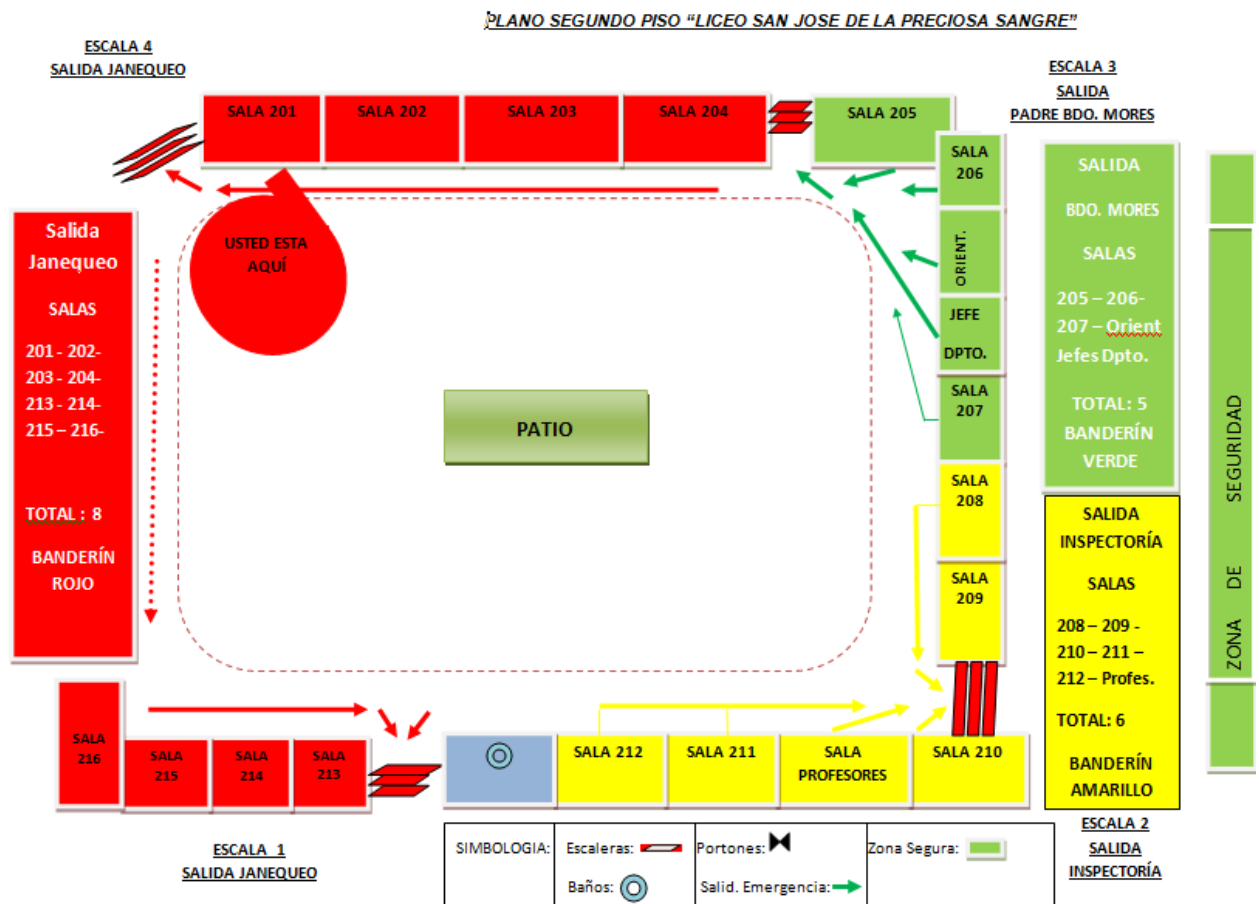 PLANO SEGUNDO PISO “LICEO SAN JOSE DE LA PRECIOSA SANGRE”
ESCALA 4
SALIDA JANEQUEO
ESCALA 3
SALIDA
PADRE BDO. MORES
SALA 201
SALA 202
SALA 203
SALA 204
SALA 205
SALA
206
ORIENT.
JEFE
DPTO.
SALA
207
SALA
208
SALA
209
USTED ESTA
AQUÍ
PATIO
Salida
Janequeo
SALAS
201 - 202-
203 - 204-
213 - 214-
215 – 216-
TOTAL : 8
BANDERÍN
ROJO
SALIDA
BDO. MORES
SALAS
205 – 206-
207 – Orient
Jefes Dpto.
TOTAL: 5
BANDERÍN
VERDE
SALIDA
INSPECTORÍA
SALAS
208 – 209 -
210 – 211 –
212 – Profes.
TOTAL: 6
BANDERÍN
AMARILLO
ZONA DE SEGURIDAD
SALA
216
SALA
215
SALA
214
SALA
213
SALA 212
SALA 211
SALA
PROFESORES
SALA 210
ESCALA 1
SALIDA JANEQUEO
ESCALA 2
SALIDA
INSPECTORÍA
SIMBOLOGIA:
Escaleras:
Portones:
Zona Segura:
Baños:
Salid. Emergencia: